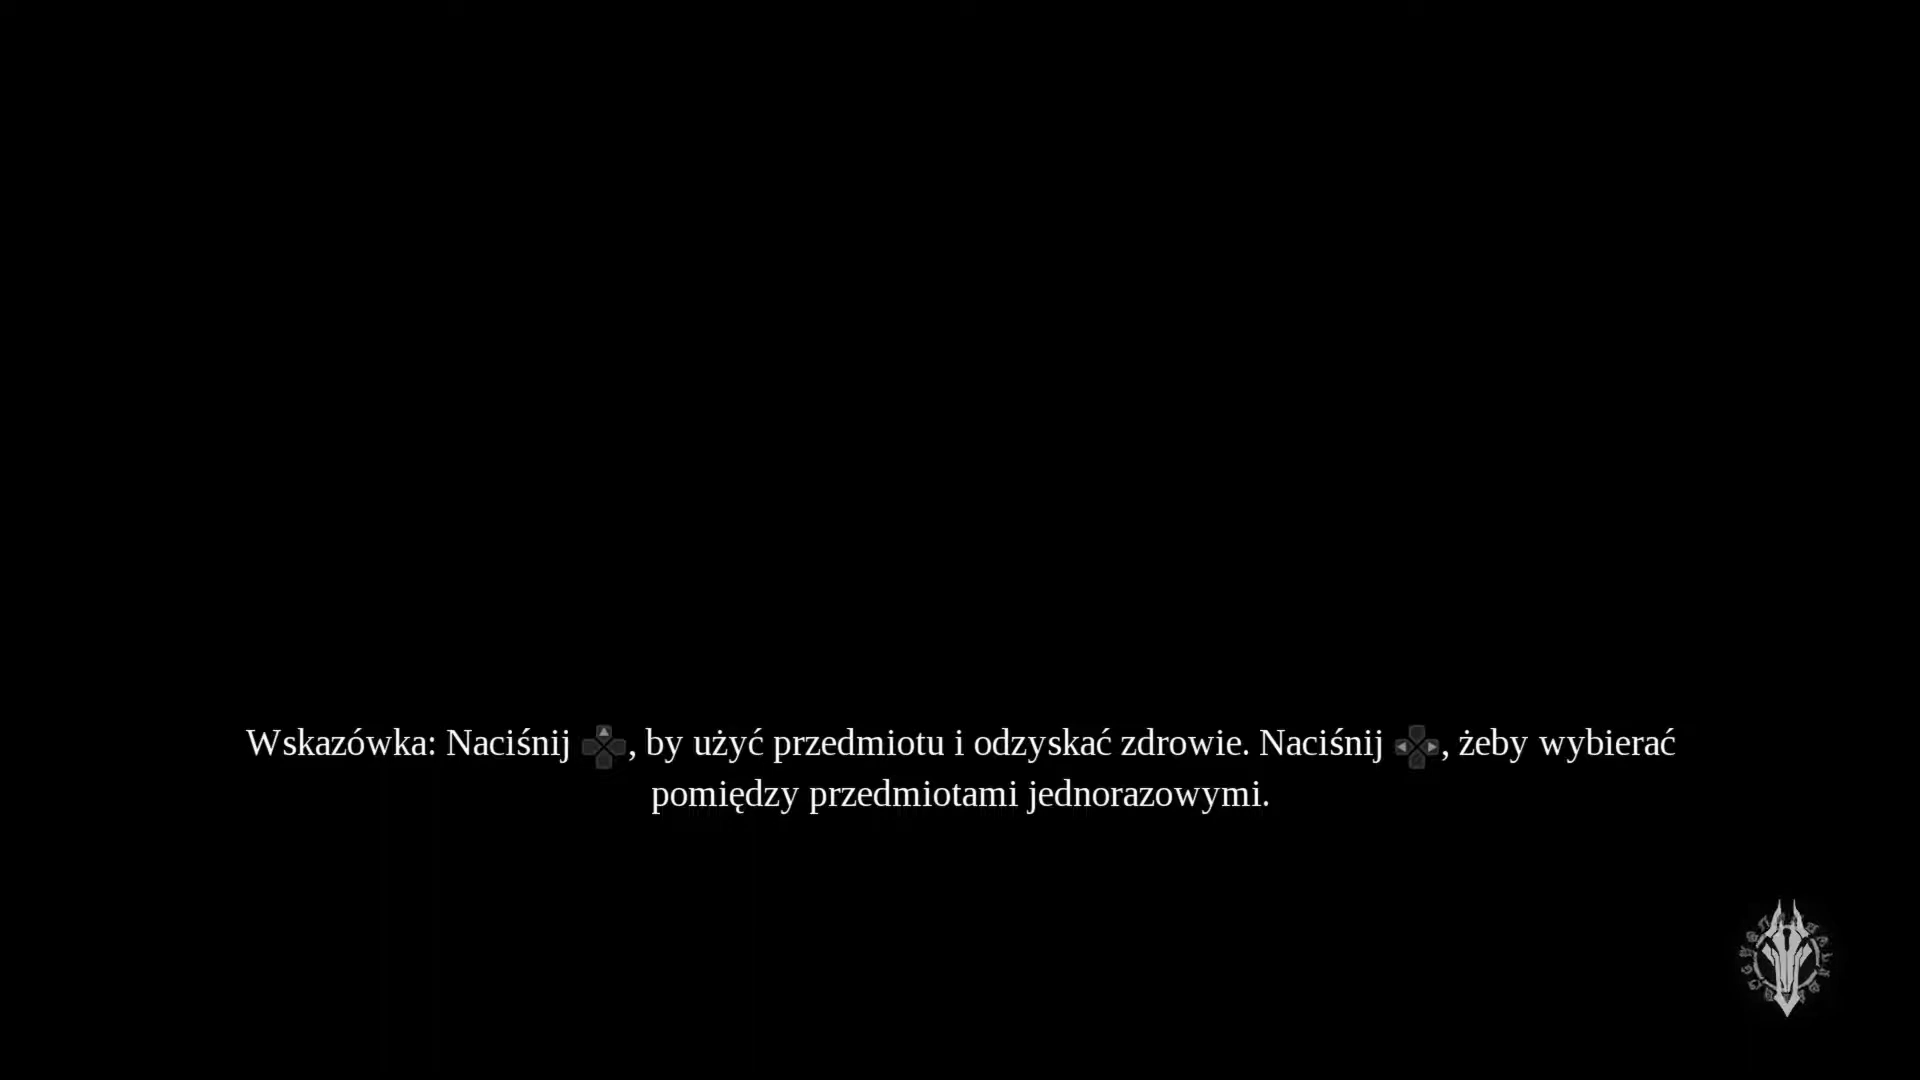 Wskazówka: Naciśnij , by użyć przedmiotu i odzyskać zdrowie. Naciśnij , żeby wybierać
pomiędzy przedmiotami jednorazowymi.